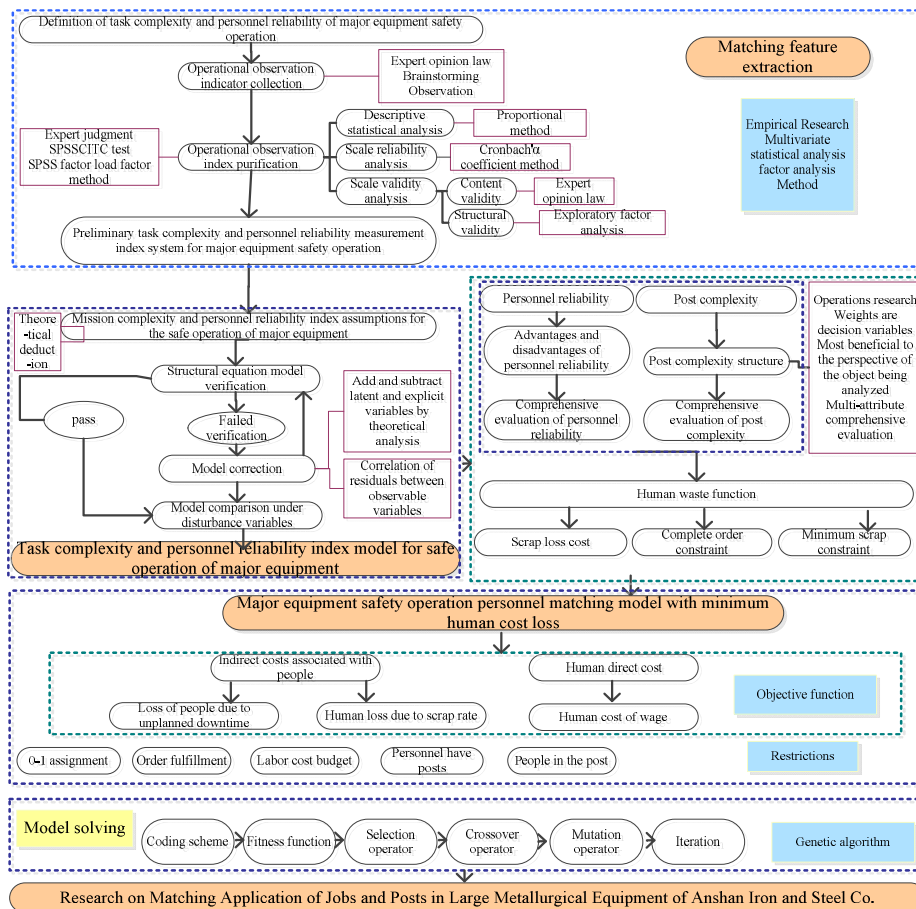 Definition of task complexity and personnel reliability of major equipment safety
operation
Matching feature
extraction
Operational observation
indicator collection
Expert opinion law
Brainstorming
Observation
Empirical Research
Multivariate
statistical analysis
factor analysis
Method
Expert judgment
SPSSCITC test
SPSS factor load factor
method
Operational observation
index purification
Descriptive
statistical analysis
Proportional
method
Scale reliability
analysis
Cronbach'α
coefficient method
Scale validity
analysis
Content
validity
Expert
opinion law
Structural
validity
Exploratory factor
analysis
Preliminary task complexity and personnel reliability measurement
index system for major equipment safety operation
Theore
-tical
deduct
-ion
Mission complexity and personnel reliability index assumptions for
the safe operation of major equipment
Structural equation model
verification
pass
Failed
verification
Model correction
Add and subtract
latent and explicit
variables by
theoretical
analysis
Correlation of
residuals between
observable
variables
Model comparison under
disturbance variables
Task complexity and personnel reliability index model for safe
operation of major equipment
Personnel reliability
Post complexity
Advantages and
disadvantages of
personnel reliability
Post complexity structure
Comprehensive
evaluation of personnel
reliability
Comprehensive
evaluation of post
complexity
Operations research
Weights are
decision variables
Most beneficial to
the perspective of
the object being
analyzed
Multi-attribute
comprehensive
evaluation
Human waste function
Scrap loss cost
Complete order
constraint
Minimum scrap
constraint
Major equipment safety operation personnel matching model with minimum
human cost loss
Indirect costs associated with
people
Human direct cost
Loss of people due to
unplanned downtime
Human loss due to scrap rate
Human cost of wage
Objective function
0-1 assignment
Order fulfillment
Labor cost budget
Personnel have
posts
People in the post
Restrictions
Model solving
Coding scheme
Fitness function
Selection
operator
Crossover
operator
Mutation
operator
Iteration
Genetic algorithm
Research on Matching Application of Jobs and Posts in Large Metallurgical Equipment of Anshan Iron and Steel Co.